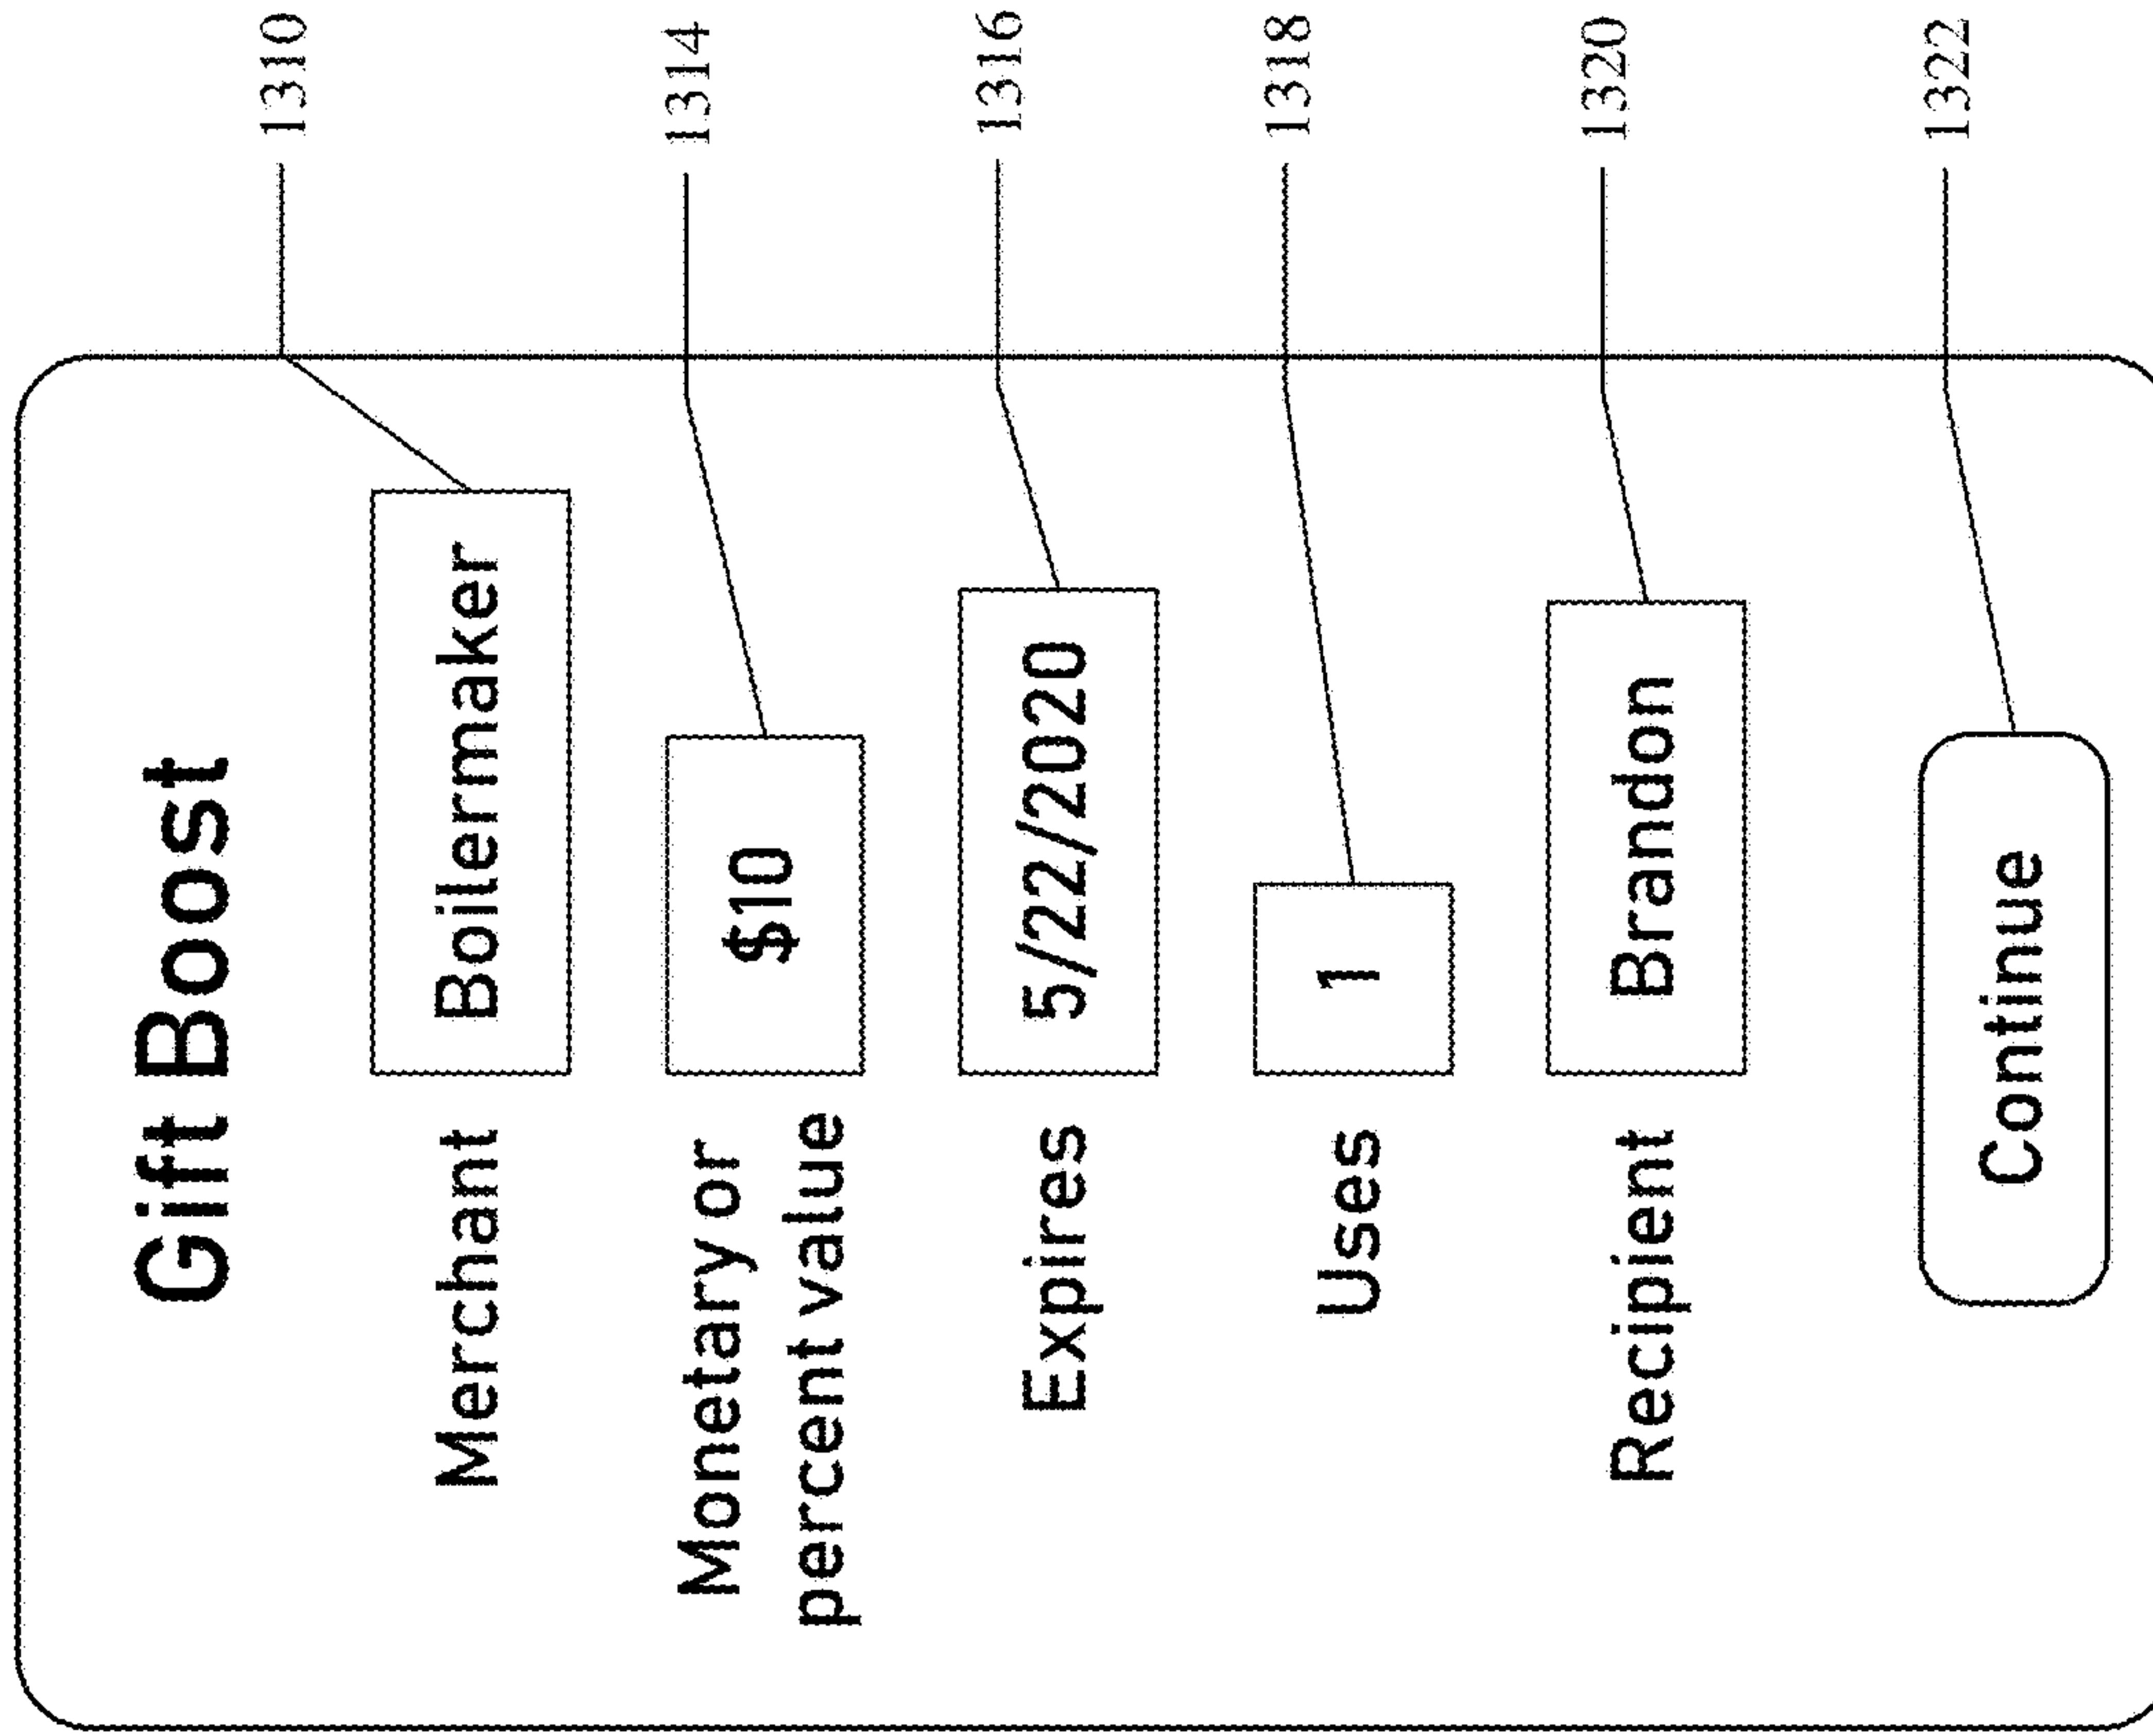 Gift Boost
Merchant Boilermaker 1310
Monetary or
percent value $10 1314
Expires 5/22/2020 1316
Uses 1 1318
Recipient Brandon 1320
Continue 1322